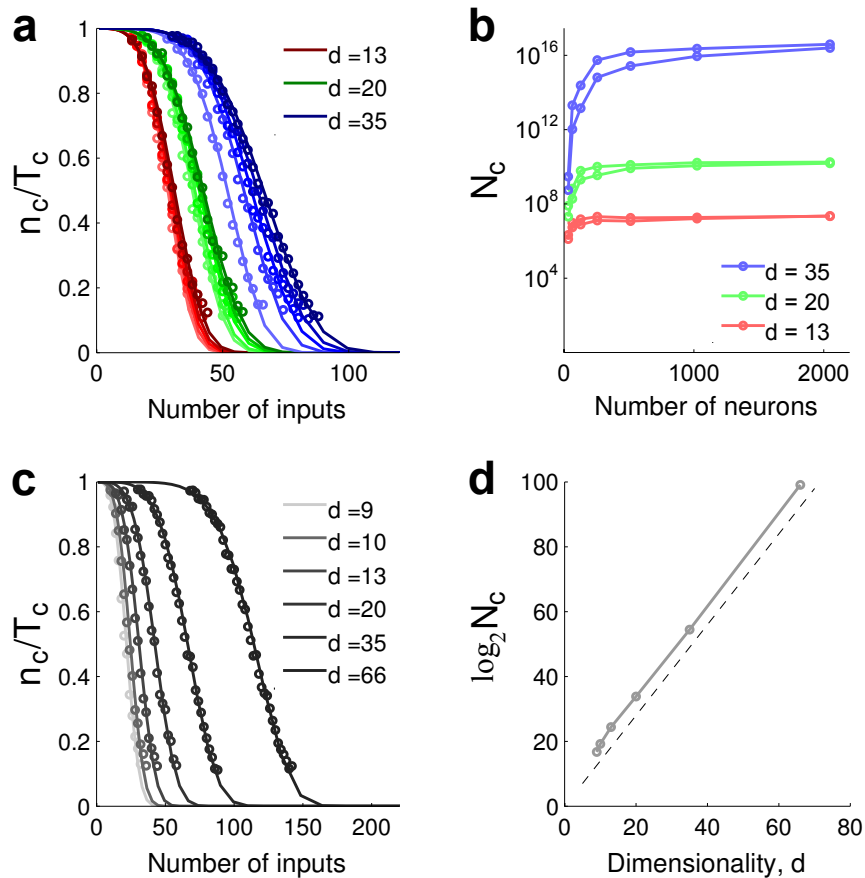 a
1
0.8
0.6
0.4
0.2
0
0
50
100
n_c/T_c
Number of inputs
d =13
d =20
d =35
b
10^16
10^12
10^8
10^4
0
1000
2000
N_c
Number of neurons
d = 35
d = 20
d = 13
c
1
0.8
0.6
0.4
0.2
0
0
50
100
150
200
n_c/T_c
Number of inputs
d =9
d =10
d =13
d =20
d =35
d =66
d
100
80
60
40
20
0
0
20
40
60
80
log_2 N_c
Dimensionality, d